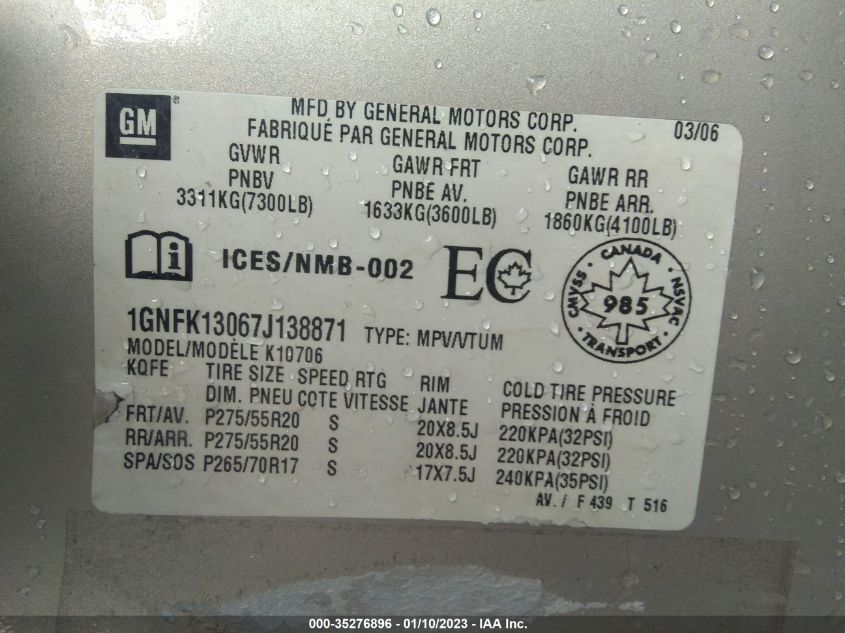 GM
MFD BY GENERAL MOTORS CORP. 03/06
FABRIQUÉ PAR GENERAL MOTORS CORP.
GVWR GAWR FRT GAWR RR
PNBV PNBE AV. PNBE ARR.
3311KG(7300LB) 1633KG(3600LB) 1860KG(4100LB)
i ICES/NMB-002 EC
CANADA
CMVSS 985 NSVAC
TRANSPORT
1GNFK13067J138871 TYPE: MPV/VTUM
MODEL/MODÈLE K10706
KQFE TIRE SIZE SPEED RTG RIM COLD TIRE PRESSURE
DIM. PNEU COTE VITESSE JANTE PRESSION À FROID
FRT/AV. P275/55R20 S 20X8.5J 220KPA(32PSI)
RR/ARR. P275/55R20 S 20X8.5J 220KPA(32PSI)
SPA/SOS P265/70R17 S 17X7.5J 240KPA(35PSI)
AV. / F 439 T 516
000-35276896 - 01/10/2023 - IAA Inc.